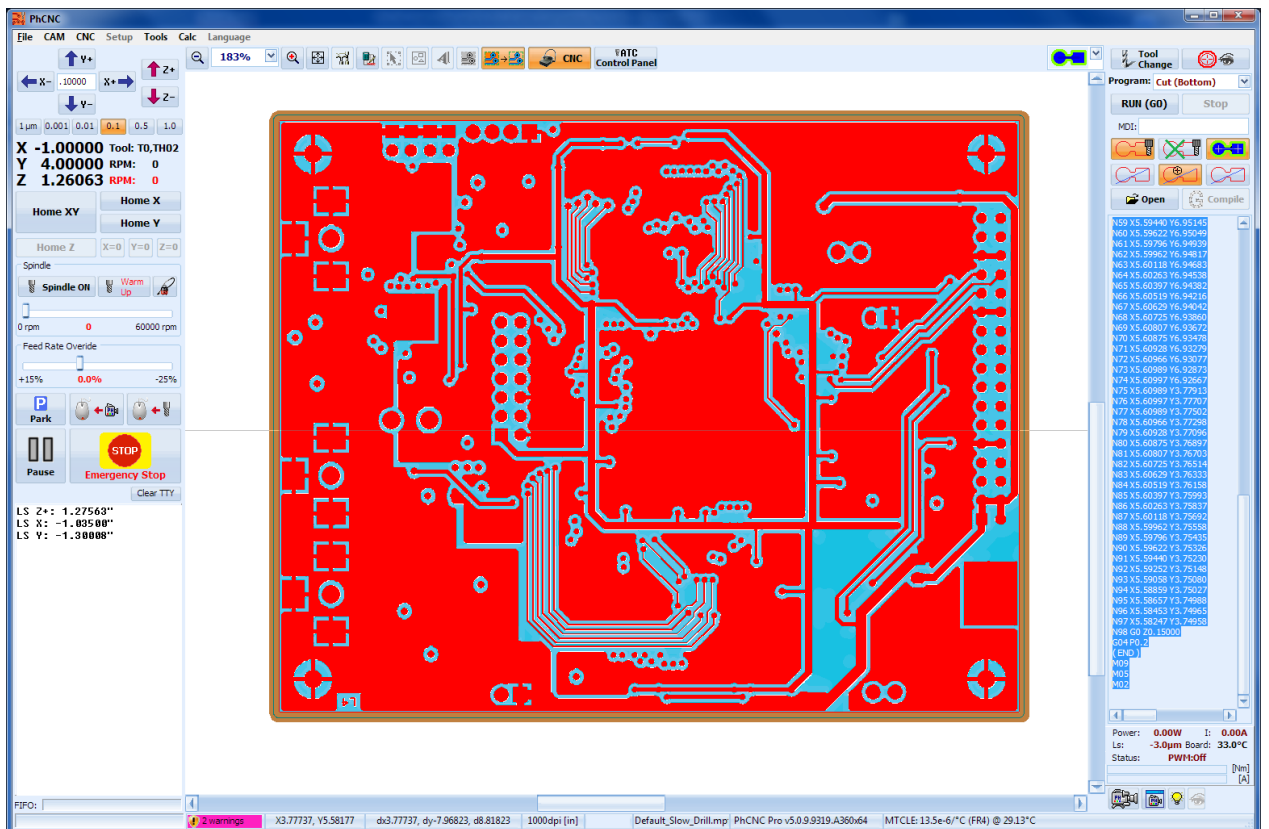 PhCNC
File CAM CNC Setup Tools Calc Language
Y+
X- .10000 X+
Y-
Z+
Z-
1µm 0.001 0.01 0.1 0.5 1.0
X -1.00000 Tool: T0,TH02
Y 4.00000 RPM: 0
Z 1.26063 RPM: 0
Home XY
Home X
Home Y
Home Z X=0 Y=0 Z=0
Spindle
Spindle ON Warm Up
0 rpm 0 60000 rpm
Feed Rate Overide
+15% 0.0% -25%
P
Park
Pause
STOP
Emergency Stop
Clear TTY
LS Z+: 1.27563"
LS X: -1.03500"
LS Y: -1.30008"
FIFO:
183%
CNC
ATC
Control Panel
Tool
Change
Program: Cut (Bottom)
RUN (G0) Stop
MDI:
Open Compile
N59 X5.59440 Y6.95145
N60 X5.59622 Y6.95049
N61 X5.59796 Y6.94939
N62 X5.59962 Y6.94817
N63 X5.60118 Y6.94683
N64 X5.60263 Y6.94538
N65 X5.60397 Y6.94382
N66 X5.60519 Y6.94216
N67 X5.60629 Y6.94042
N68 X5.60725 Y6.93860
N69 X5.60807 Y6.93672
N70 X5.60875 Y6.93478
N71 X5.60928 Y6.93279
N72 X5.60966 Y6.93077
N73 X5.60989 Y6.92873
N74 X5.60997 Y6.92667
N75 X5.60989 Y3.77913
N76 X5.60997 Y3.77707
N77 X5.60989 Y3.77502
N78 X5.60966 Y3.77298
N79 X5.60928 Y3.77096
N80 X5.60875 Y3.76897
N81 X5.60807 Y3.76703
N82 X5.60725 Y3.76514
N83 X5.60629 Y3.76333
N84 X5.60519 Y3.76158
N85 X5.60397 Y3.75993
N86 X5.60263 Y3.75837
N87 X5.60118 Y3.75692
N88 X5.59962 Y3.75558
N89 X5.59796 Y3.75435
N90 X5.59622 Y3.75326
N91 X5.59440 Y3.75230
N92 X5.59252 Y3.75148
N93 X5.59058 Y3.75080
N94 X5.58859 Y3.75027
N95 X5.58657 Y3.74988
N96 X5.58453 Y3.74965
N97 X5.58247 Y3.74958
N98 G0 Z0.15000
G04 P0.2
( END )
M09
M05
M02
Power: 0.00W I: 0.00A
Ls: -3.0µm Board: 33.0°C
Status: PWM:Off
[Nm]
[A]
2 warnings X3.77737, Y5.58177 dx3.77737, dy-7.96823, d8.81823 1000dpi [in] Default_Slow_Drill.mp PhCNC Pro v5.0.9.9319.A360x64 MTCLE: 13.5e-6/°C (FR4) @ 29.13°C